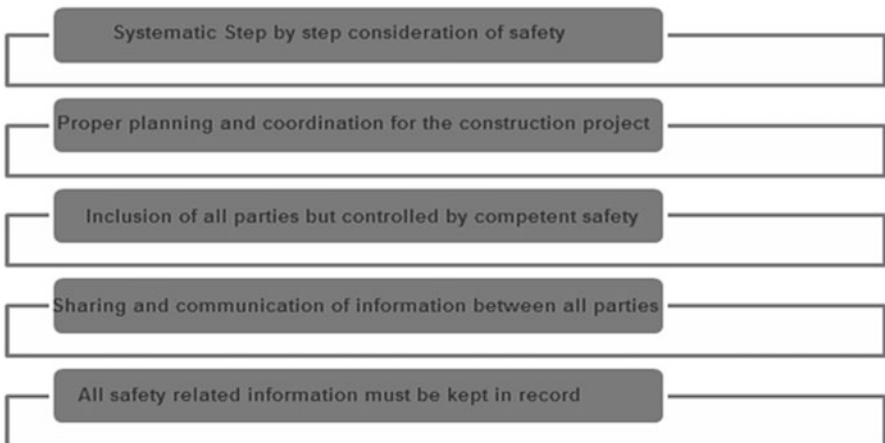 Systematic Step by step consideration of safety
Proper planning and coordination for the construction project
Inclusion of all parties but controlled by competent safety
Sharing and communication of information between all parties
All safety related information must be kept in record